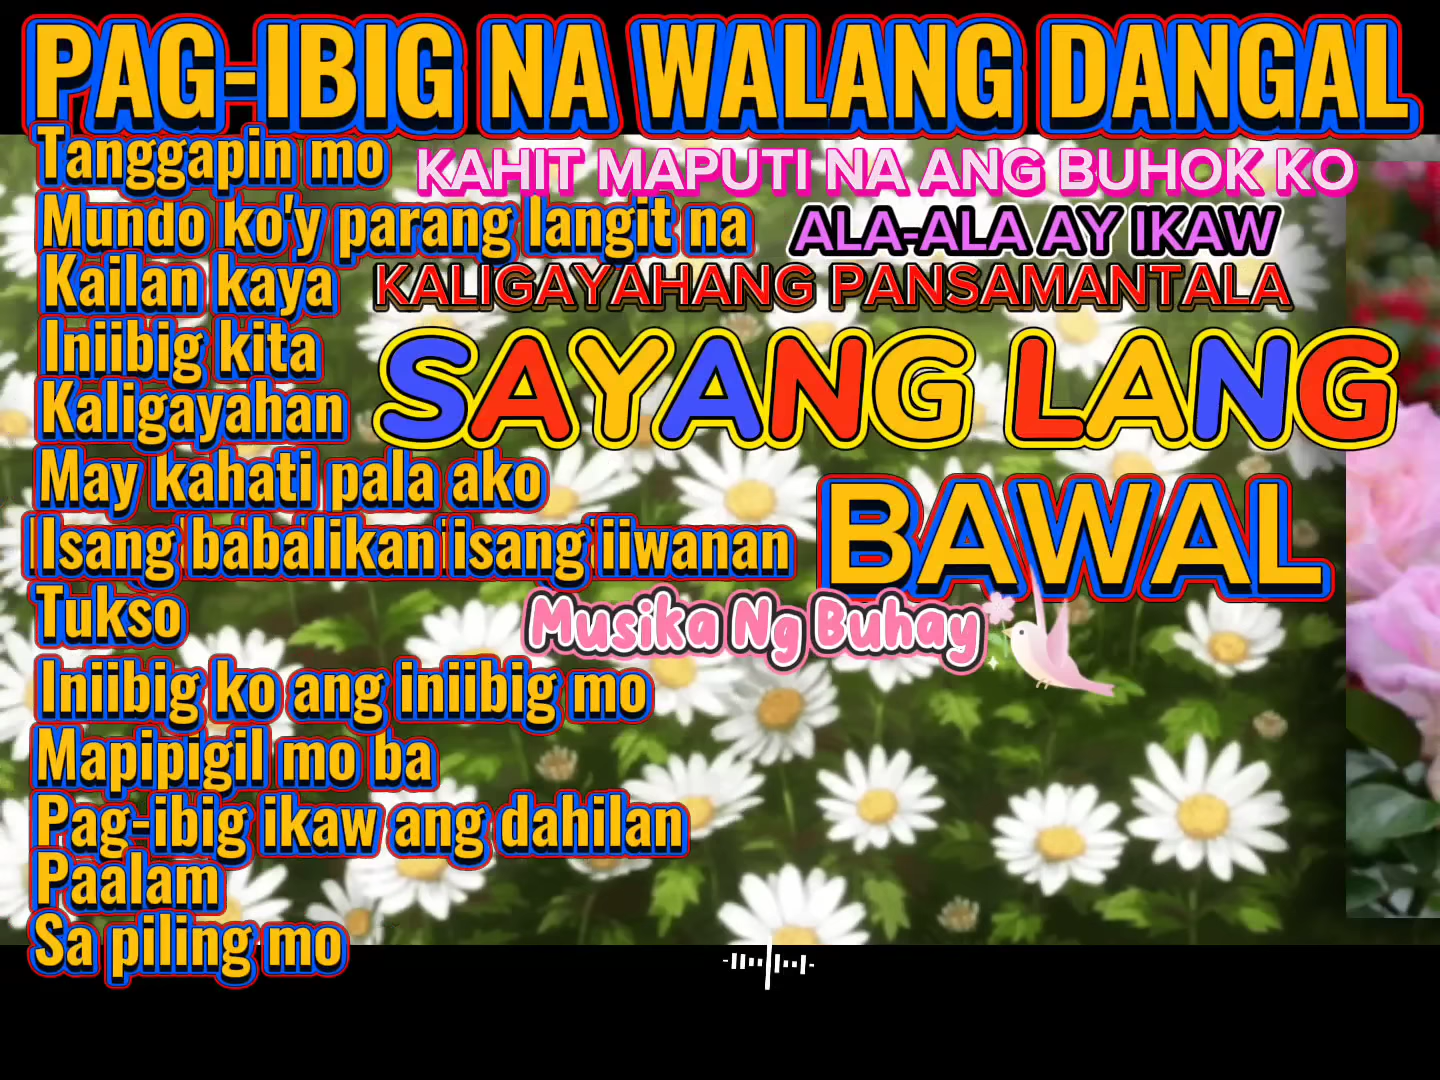 PAG-IBIG NA WALANG DANGAL
Tanggapin mo
KAHIT MAPUTI NA ANG BUHOK KO
Mundo ko'y parang langit na
ALA-ALA AY IKAW
Kailan kaya
KALIGAYAHANG PANSAMANTALA
Iniibig kita
SAYANG LANG
Kaligayahan
May kahati pala ako
BAWAL
Isang babalikan isang iiwanan
Tukso
Musika Ng Buhay
Iniibig ko ang iniibig mo
Mapipigil mo ba
Pag-ibig ikaw ang dahilan
Paalam
Sa piling mo